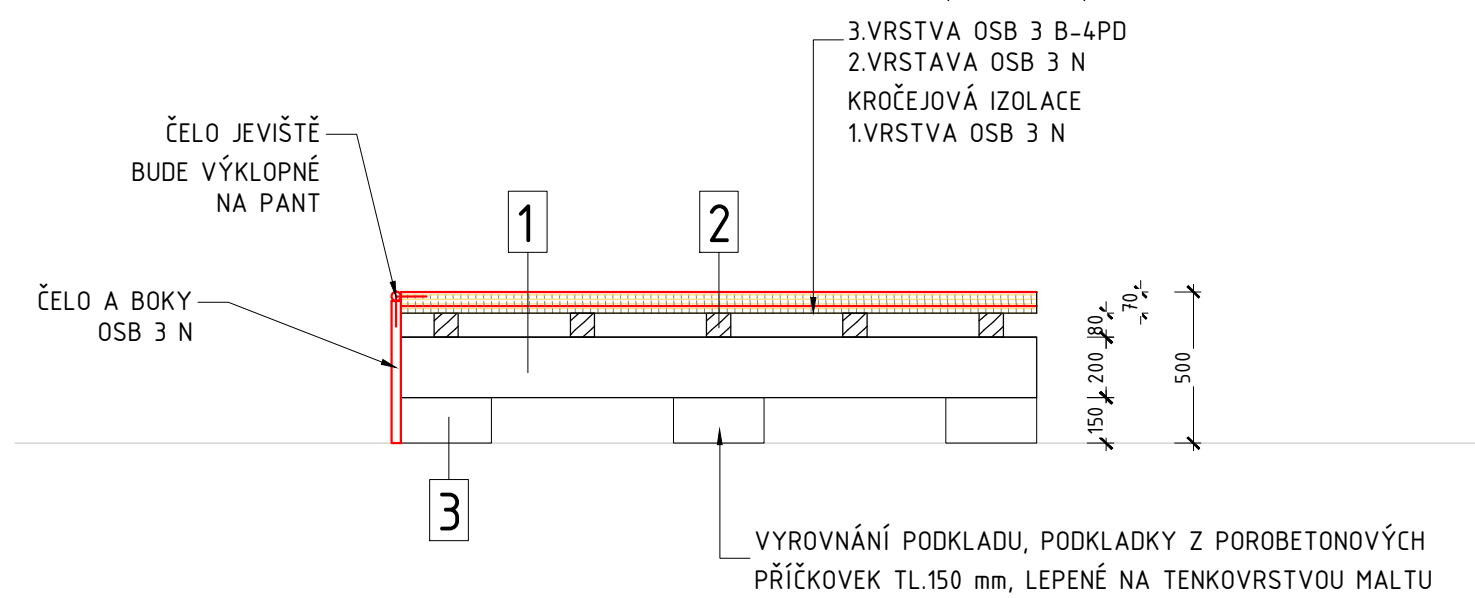 3.VRSTVA OSB 3 B-4PD
2.VRSTAVA OSB 3 N
KROČEJOVÁ IZOLACE
1.VRSTVA OSB 3 N
ČELO JEVIŠTĚ
BUDE VÝKLOPNÉ
NA PANT
1
2
ČELO A BOKY
OSB 3 N
70
80
200
500
150
3
VYROVNÁNÍ PODKLADU, PODKLADKY Z POROBETONOVÝCH
PŘÍČKOVEK TL.150 mm, LEPENÉ NA TENKOVRSTVOU MALTU